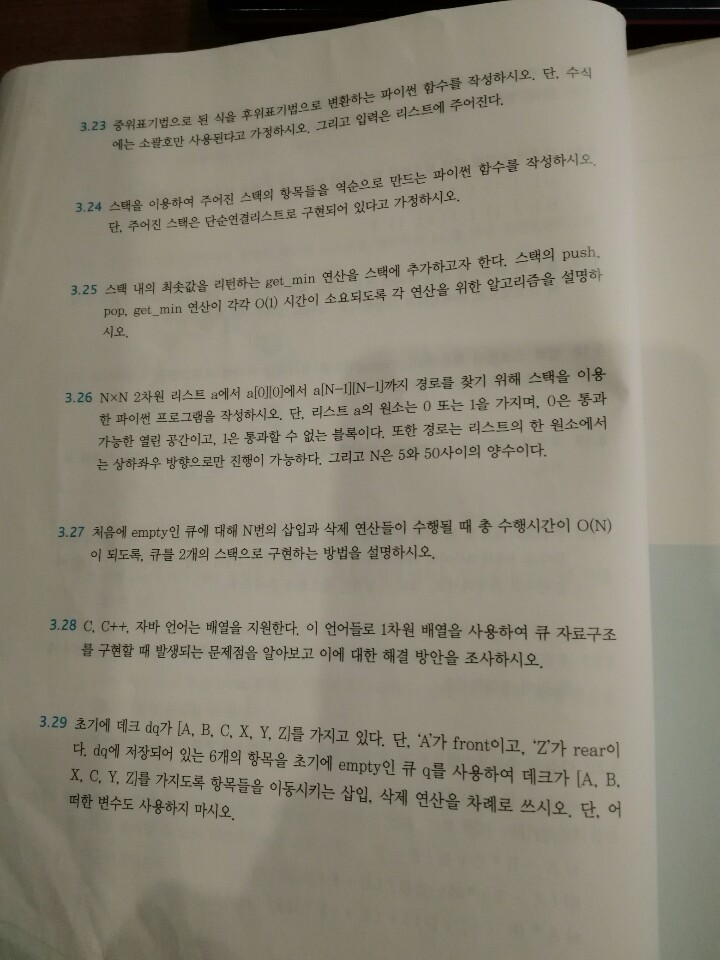 3.23 중위표기법으로 된 식을 후위표기법으로 변환하는 파이썬 함수를 작성하시오. 단, 수식
에는 소괄호만 사용된다고 가정하시오. 그리고 입력은 리스트에 주어진다.
3.24 스택을 이용하여 주어진 스택의 항목들을 역순으로 만드는 파이썬 함수를 작성하시오.
단, 주어진 스택은 단순연결리스트로 구현되어 있다고 가정하시오.
3.25 스택 내의 최솟값을 리턴하는 get_min 연산을 스택에 추가하고자 한다. 스택의 push,
pop, get_min 연산이 각각 O(1) 시간이 소요되도록 각 연산을 위한 알고리즘을 설명하
시오.
3.26 N×N 2차원 리스트 a에서 a[0][0]에서 a[N-1][N-1]까지 경로를 찾기 위해 스택을 이용
한 파이썬 프로그램을 작성하시오. 단, 리스트 a의 원소는 0 또는 1을 가지며, 0은 통과
가능한 열린 공간이고, 1은 통과할 수 없는 블록이다. 또한 경로는 리스트의 한 원소에서
는 상하좌우 방향으로만 진행이 가능하다. 그리고 N은 5와 50사이의 양수이다.
3.27 처음에 empty인 큐에 대해 N번의 삽입과 삭제 연산들이 수행될 때 총 수행시간이 O(N)
이 되도록, 큐를 2개의 스택으로 구현하는 방법을 설명하시오.
3.28 C, C++, 자바 언어는 배열을 지원한다. 이 언어들로 1차원 배열을 사용하여 큐 자료구조
를 구현할 때 발생되는 문제점을 알아보고 이에 대한 해결 방안을 조사하시오.
3.29 초기에 데크 dq가 [A, B, C, X, Y, Z]를 가지고 있다. 단, ‘A’가 front이고, ‘Z’가 rear이
다. dq에 저장되어 있는 6개의 항목을 초기에 empty인 큐 q를 사용하여 데크가 [A, B,
X, C, Y, Z]를 가지도록 항목들을 이동시키는 삽입, 삭제 연산을 차례로 쓰시오. 단, 어
떠한 변수도 사용하지 마시오.